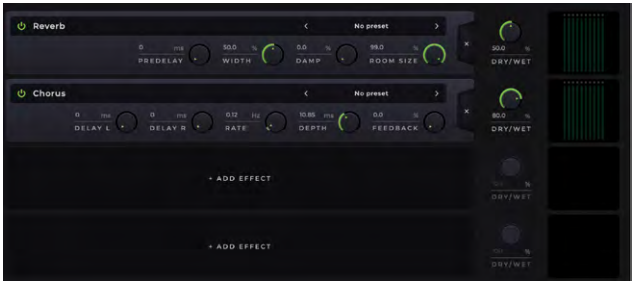 Reverb < No preset >
0 ms 50.0 % 0.0 % 99.0 %
PREDELAY WIDTH DAMP ROOM SIZE
×
50.0 %
DRY/WET
Chorus < No preset >
0 ms 0 ms 0.12 Hz 10.65 ms 0.0 %
DELAY L DELAY R RATE DEPTH FEEDBACK
×
80.0 %
DRY/WET
+ ADD EFFECT
%
DRY/WET
+ ADD EFFECT
%
DRY/WET